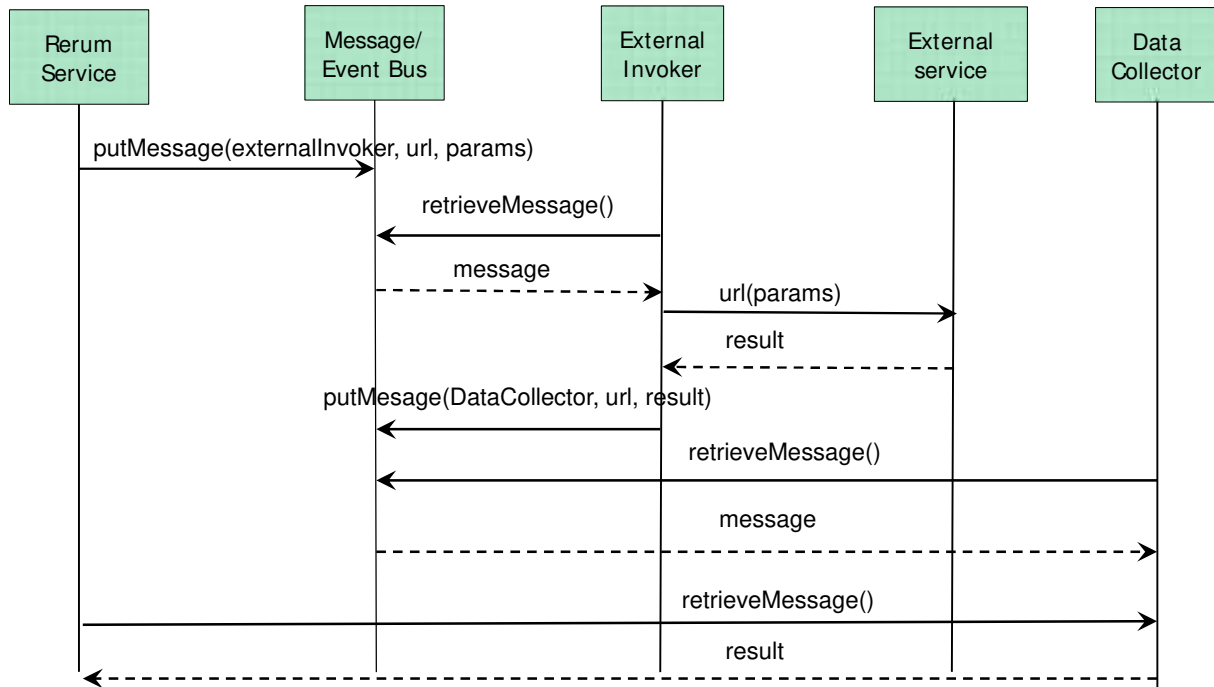 Rerum
Service
Message/
Event Bus
External
Invoker
External
service
Data
Collector
putMessage(externalInvoker, url, params)
retrieveMessage()
message
url(params)
result
putMesage(DataCollector, url, result)
retrieveMessage()
message
retrieveMessage()
result